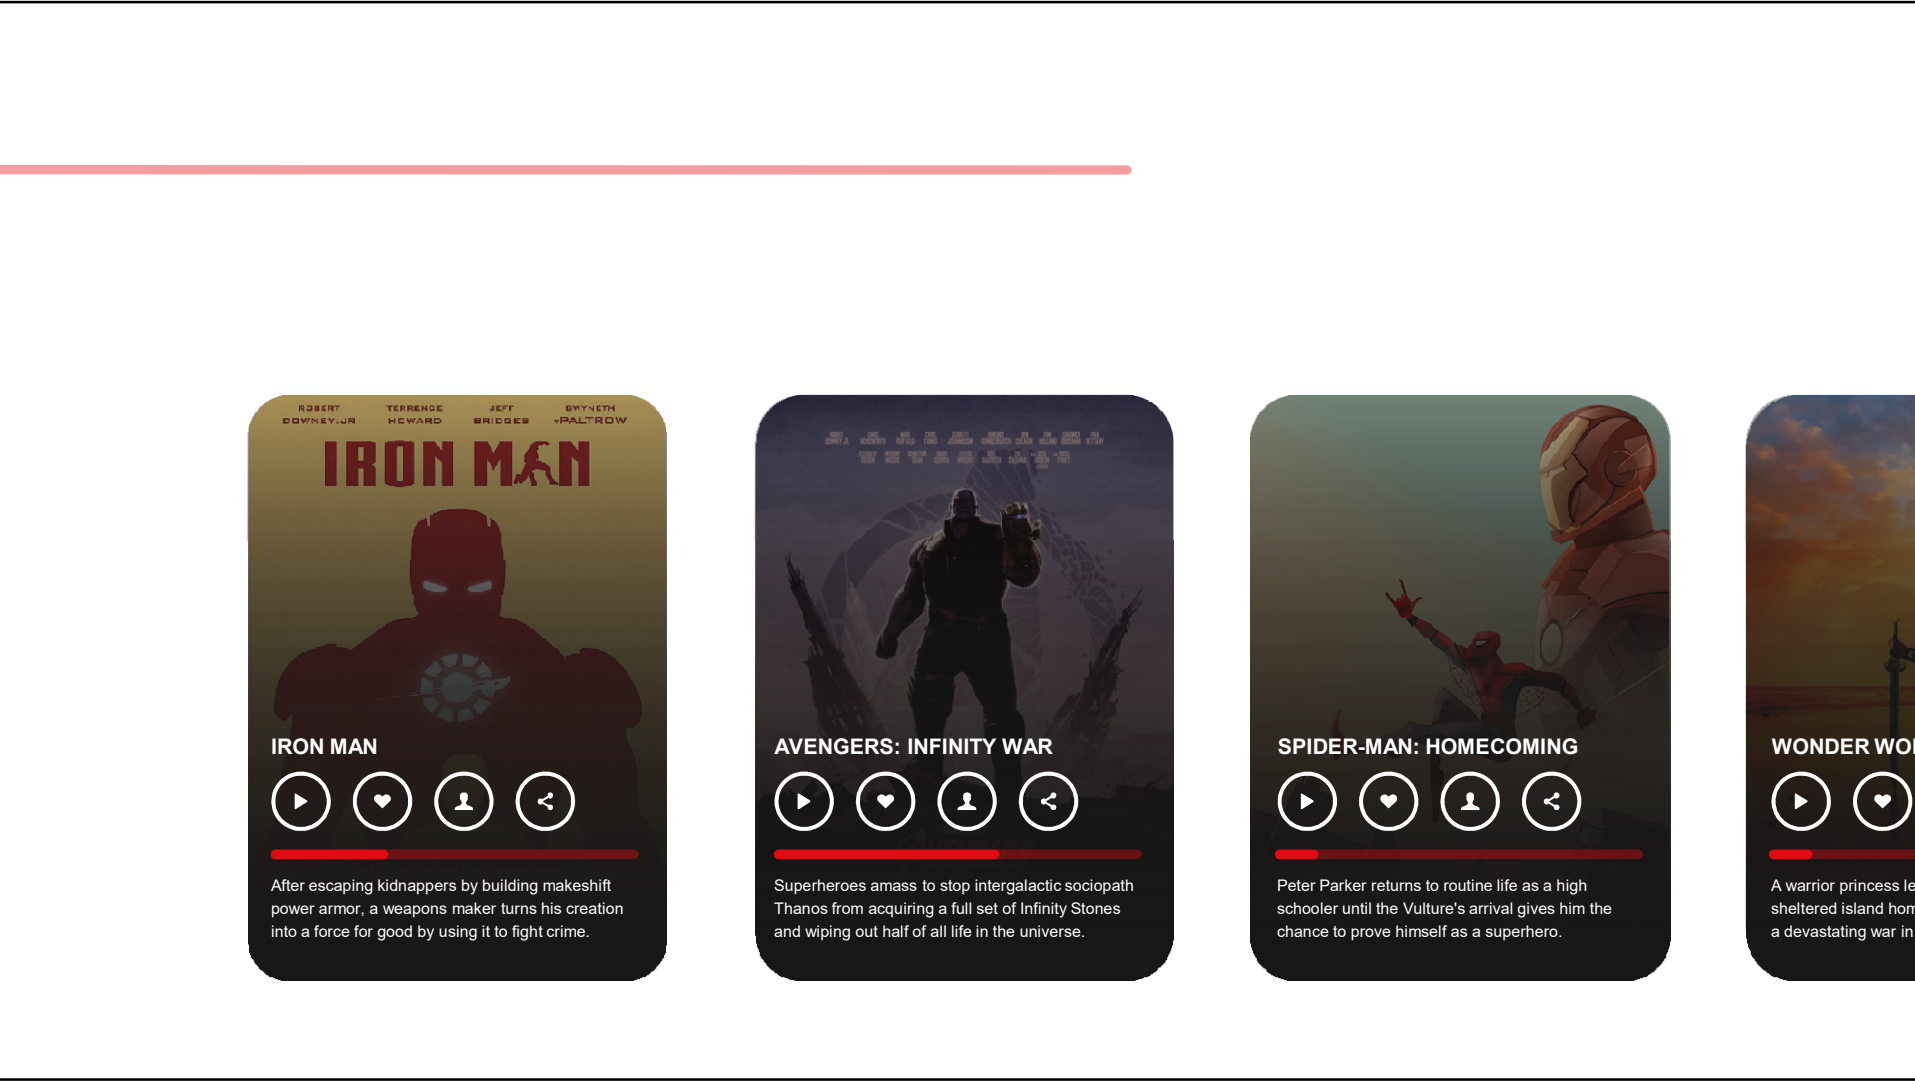 ROBERT TERRENCE JEFF GWYNETH
DOWNEY.JR HOWARD BRIDGES PALTROW
IRON MAN
IRON MAN
After escaping kidnappers by building makeshift
power armor, a weapons maker turns his creation
into a force for good by using it to fight crime.
AVENGERS: INFINITY WAR
Superheroes amass to stop intergalactic sociopath
Thanos from acquiring a full set of Infinity Stones
and wiping out half of all life in the universe.
SPIDER-MAN: HOMECOMING
Peter Parker returns to routine life as a high
schooler until the Vulture's arrival gives him the
chance to prove himself as a superhero.
WONDER
A warrior princess
sheltered island
a devastating war in